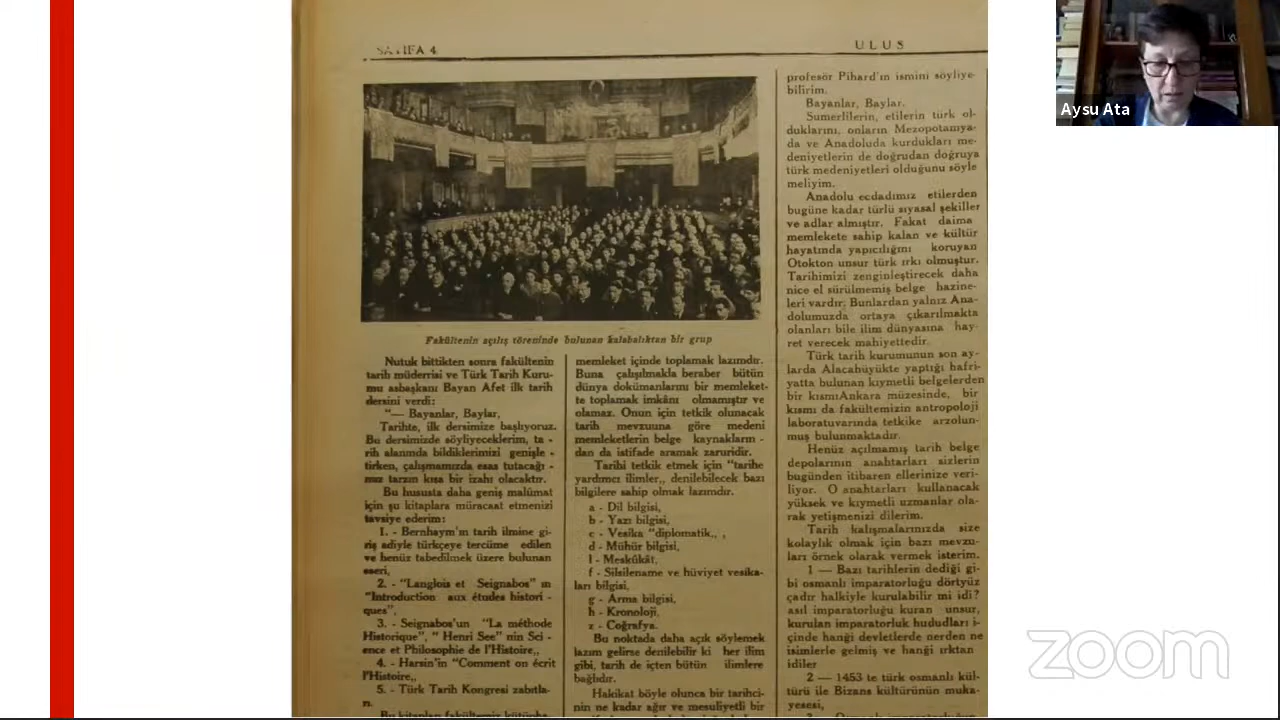 SAYIFA 4
ULUS
Fakültenin açılış töreninde bulunan kalabalıktan bir grup
Nutuk bittikten sonra fakültenin
tarih müderrisi ve Türk Tarih Kuru-
mu asbaşkanı Bayan Afet ilk tarih
dersini verdi:
"— Bayanlar, Baylar,
Tarihte, ilk dersimize başlıyoruz.
Bu dersimizde söyliyeceklerim, ta -
rih alanında bildiklerimizi genişle -
tirken, çalışmamızda esas tutacağı -
mız tarzın kısa bir izahı olacaktır.
Bu hususta daha geniş malûmat
için şu kitaplara müracaat etmenizi
tavsiye ederim:
1. - Bernhaym'ın tarih ilmine gi-
riş adiyle türkçeye tercüme edilen
ve henüz tabedilmek üzere bulunan
eseri,
2. - "Langlois et Seignabos" ın
"Introduction aux études histori -
ques",
3. - Seignabos'un "La méthode
Historique", " Henri See" nin Sci -
ence et Philosophie de l'Histoire,,
4. - Harsin'in "Comment on écrit
l'Histoire,,
5. - Türk Tarih Kongresi zabıtla-
rı.
Bu kitapları fakültemiz kütüpha-
memleket içinde toplamak lazımdır.
Buna çalışılmakla beraber bütün
dünya dokümanlarını bir memleket-
te toplamak imkânı olmamıştır ve
olamaz. Onun için tetkik olunacak
tarih mevzuuna göre medeni
memleketlerin belge kaynakların -
dan da istifade aramak zaruridir.
Tarihi tetkik etmek için "tarihe
yardımcı ilimler,, denilebilecek bazı
bilgilere sahip olmak lazımdır.
a - Dil bilgisi,
b - Yazı bilgisi,
c - Vesika "diplomatik,, ,
d - Mühür bilgisi,
l - Meskûkât,
f - Silsilename ve hüviyet vesika-
ları bilgisi,
g - Arma bilgisi,
h - Kronoloji,
z - Coğrafya.
Bu noktada daha açık söylemek
lazım gelirse denilebilir ki her ilim
gibi, tarih de içten bütün ilimlere
bağlıdır.
Hakikat böyle olunca bir tarihci-
nin ne kadar ağır ve mesuliyetli bir
profesör Pihard'ın ismini söyliye-
bilirim.
Bayanlar, Baylar.
Sumerlilerin, etilerin türk ol-
duklarını, onların Mezopotamya-
da ve Anadoluda kurdukları me-
deniyetlerin de doğrudan doğruya
türk medeniyetleri olduğunu söyle
meliyim.
Anadolu ecdadımız etilerden
bugüne kadar türlü siyasal şekiller
ve adlar almıştır. Fakat daima
memlekete sahip kalan ve kültür
hayatında yapıcılığını koruyan
Otokton unsur türk ırkı olmuştur.
Tarihimizi zenginleştirecek daha
nice el sürülmemiş belge hazine-
leri vardır. Bunlardan yalnız Ana-
dolumuzda ortaya çıkarılmakta
olanları bile ilim dünyasına hay-
ret verecek mahiyettedir.
Türk tarih kurumunun son ay-
larda Alacahüyükte yaptığı hafri-
yatta bulunan kıymetli belgelerden
bir kısmıAnkara müzesinde, bir
kısmı da fakültemizin antropoloji
laboratuvarında tetkike arzolun-
muş bulunmaktadır.
Henüz açılmamış tarih belge
depolarının anahtarları sizlerin
bugünden itibaren ellerinize veri-
liyor. O anahtarları kullanacak
yüksek ve kıymetli uzmanlar ola-
rak yetişmenizi dilerim.
Tarih kalışmalarınızda size
kolaylık olmak için bazı mevzu-
ları örnek olarak vermek isterim.
1 — Bazı tarihlerin dediği gi-
bi osmanlı imparatorluğu dörtyüz
çadır halkiyle kurulabilir mi idi?
asıl imparatorluğu kuran unsur,
kurulan imparatorluk hududları i-
çinde hangi devletlerde nerden ne
isimlerle gelmiş ve hangi ırktan
idiler
2 — 1453 te türk osmanlı kül-
türü ile Bizans kültürünün muka-
yesesi,
Aysu Ata
zoom